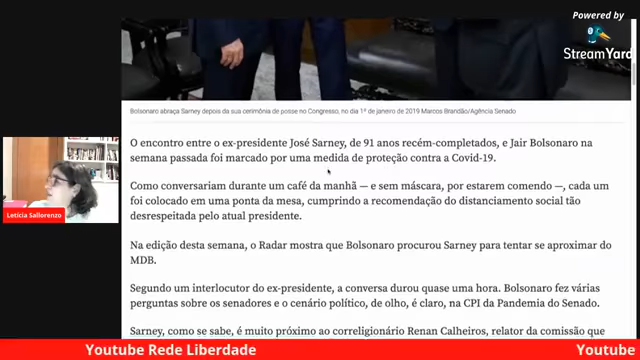 Powered by
StreamYard
Bolsonaro abraça Sarney depois da sua cerimônia de posse no Congresso, no dia 1º de janeiro de 2019 Marcos Brandão/Agência Senado
O encontro entre o ex-presidente José Sarney, de 91 anos recém-completados, e Jair Bolsonaro na
semana passada foi marcado por uma medida de proteção contra a Covid-19.
Como conversariam durante um café da manhã — e sem máscara, por estarem comendo —, cada um
foi colocado em uma ponta da mesa, cumprindo a recomendação do distanciamento social tão
desrespeitada pelo atual presidente.
Letícia Sallorenzo
Na edição desta semana, o Radar mostra que Bolsonaro procurou Sarney para tentar se aproximar do
MDB.
Segundo um interlocutor do ex-presidente, a conversa durou quase uma hora. Bolsonaro fez várias
perguntas sobre os senadores e o cenário político, de olho, é claro, na CPI da Pandemia do Senado.
Sarney, como se sabe, é muito próximo ao correligionário Renan Calheiros, relator da comissão que
Youtube Rede Liberdade
Youtube